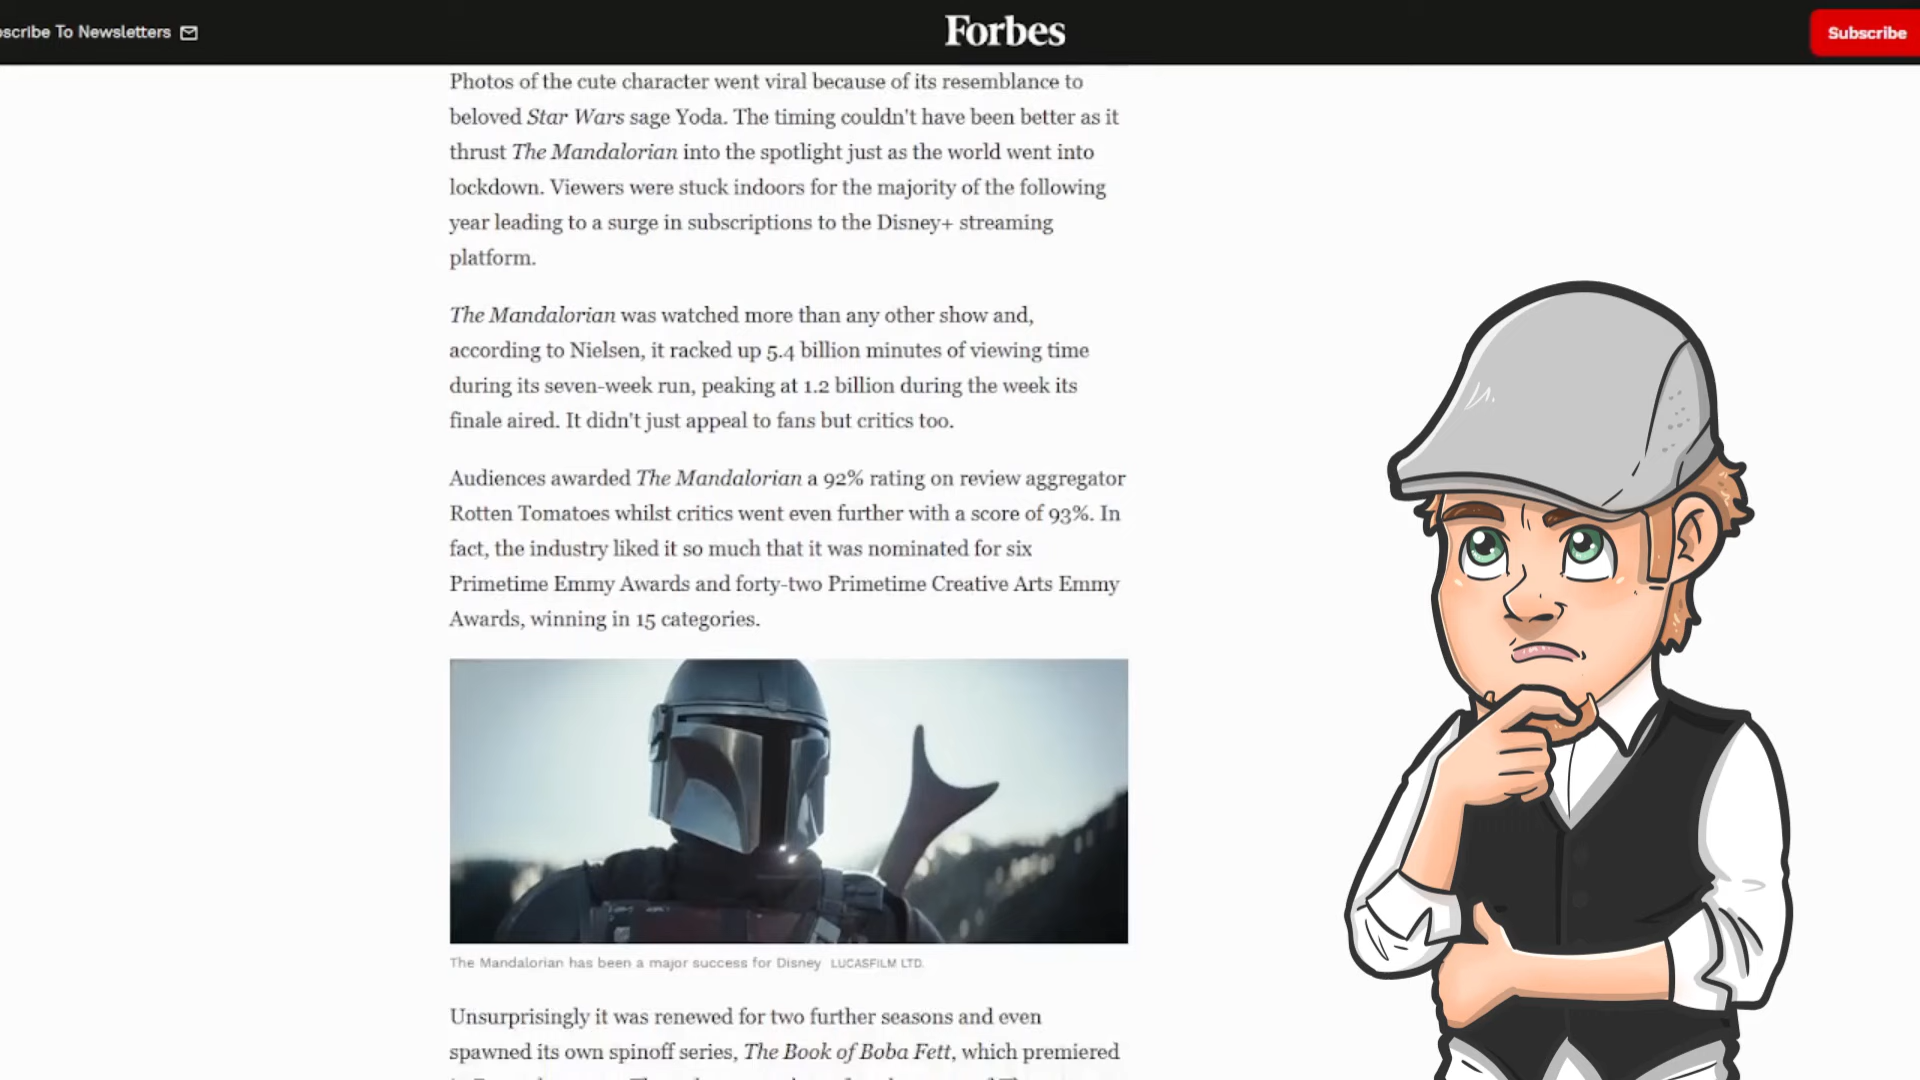 scribe To Newsletters
Forbes
Subscribe
Photos of the cute character went viral because of its resemblance to
beloved Star Wars sage Yoda. The timing couldn't have been better as it
thrust The Mandalorian into the spotlight just as the world went into
lockdown. Viewers were stuck indoors for the majority of the following
year leading to a surge in subscriptions to the Disney+ streaming
platform.
The Mandalorian was watched more than any other show and,
according to Nielsen, it racked up 5.4 billion minutes of viewing time
during its seven-week run, peaking at 1.2 billion during the week its
finale aired. It didn't just appeal to fans but critics too.
Audiences awarded The Mandalorian a 92% rating on review aggregator
Rotten Tomatoes whilst critics went even further with a score of 93%. In
fact, the industry liked it so much that it was nominated for six
Primetime Emmy Awards and forty-two Primetime Creative Arts Emmy
Awards, winning in 15 categories.
The Mandalorian has been a major success for Disney LUCASFILM LTD.
Unsurprisingly it was renewed for two further seasons and even
spawned its own spinoff series, The Book of Boba Fett, which premiered